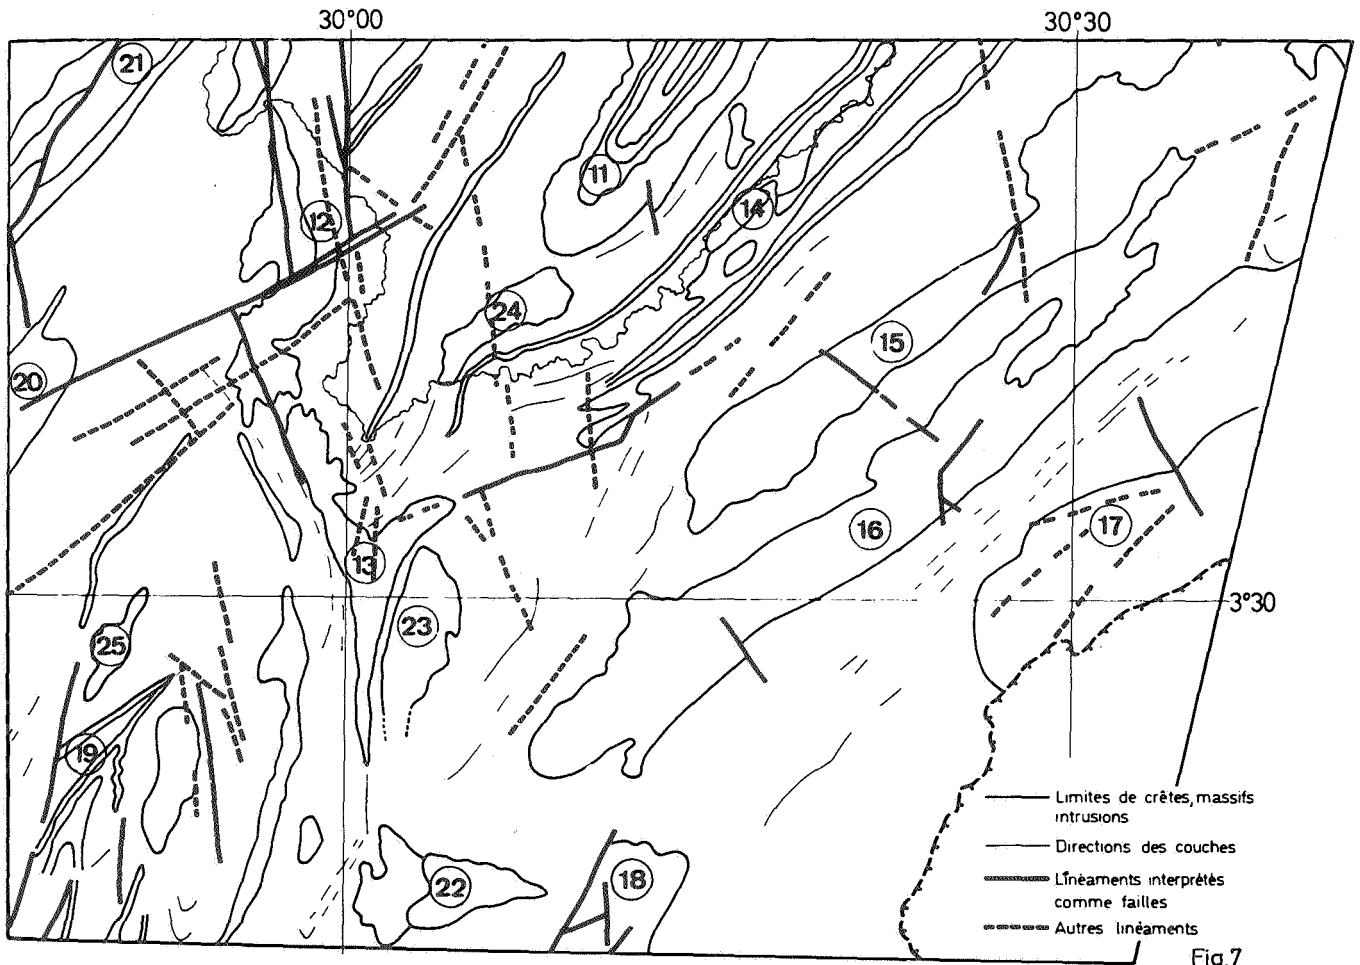 30°00
30°30
21
11
12
14
24
15
20
16
17
13
3°30
23
25
19
Limites de crêtes, massifs
intrusions
Directions des couches
Linéaments interprétés
comme failles
Autres linéaments
18
22
Fig.7